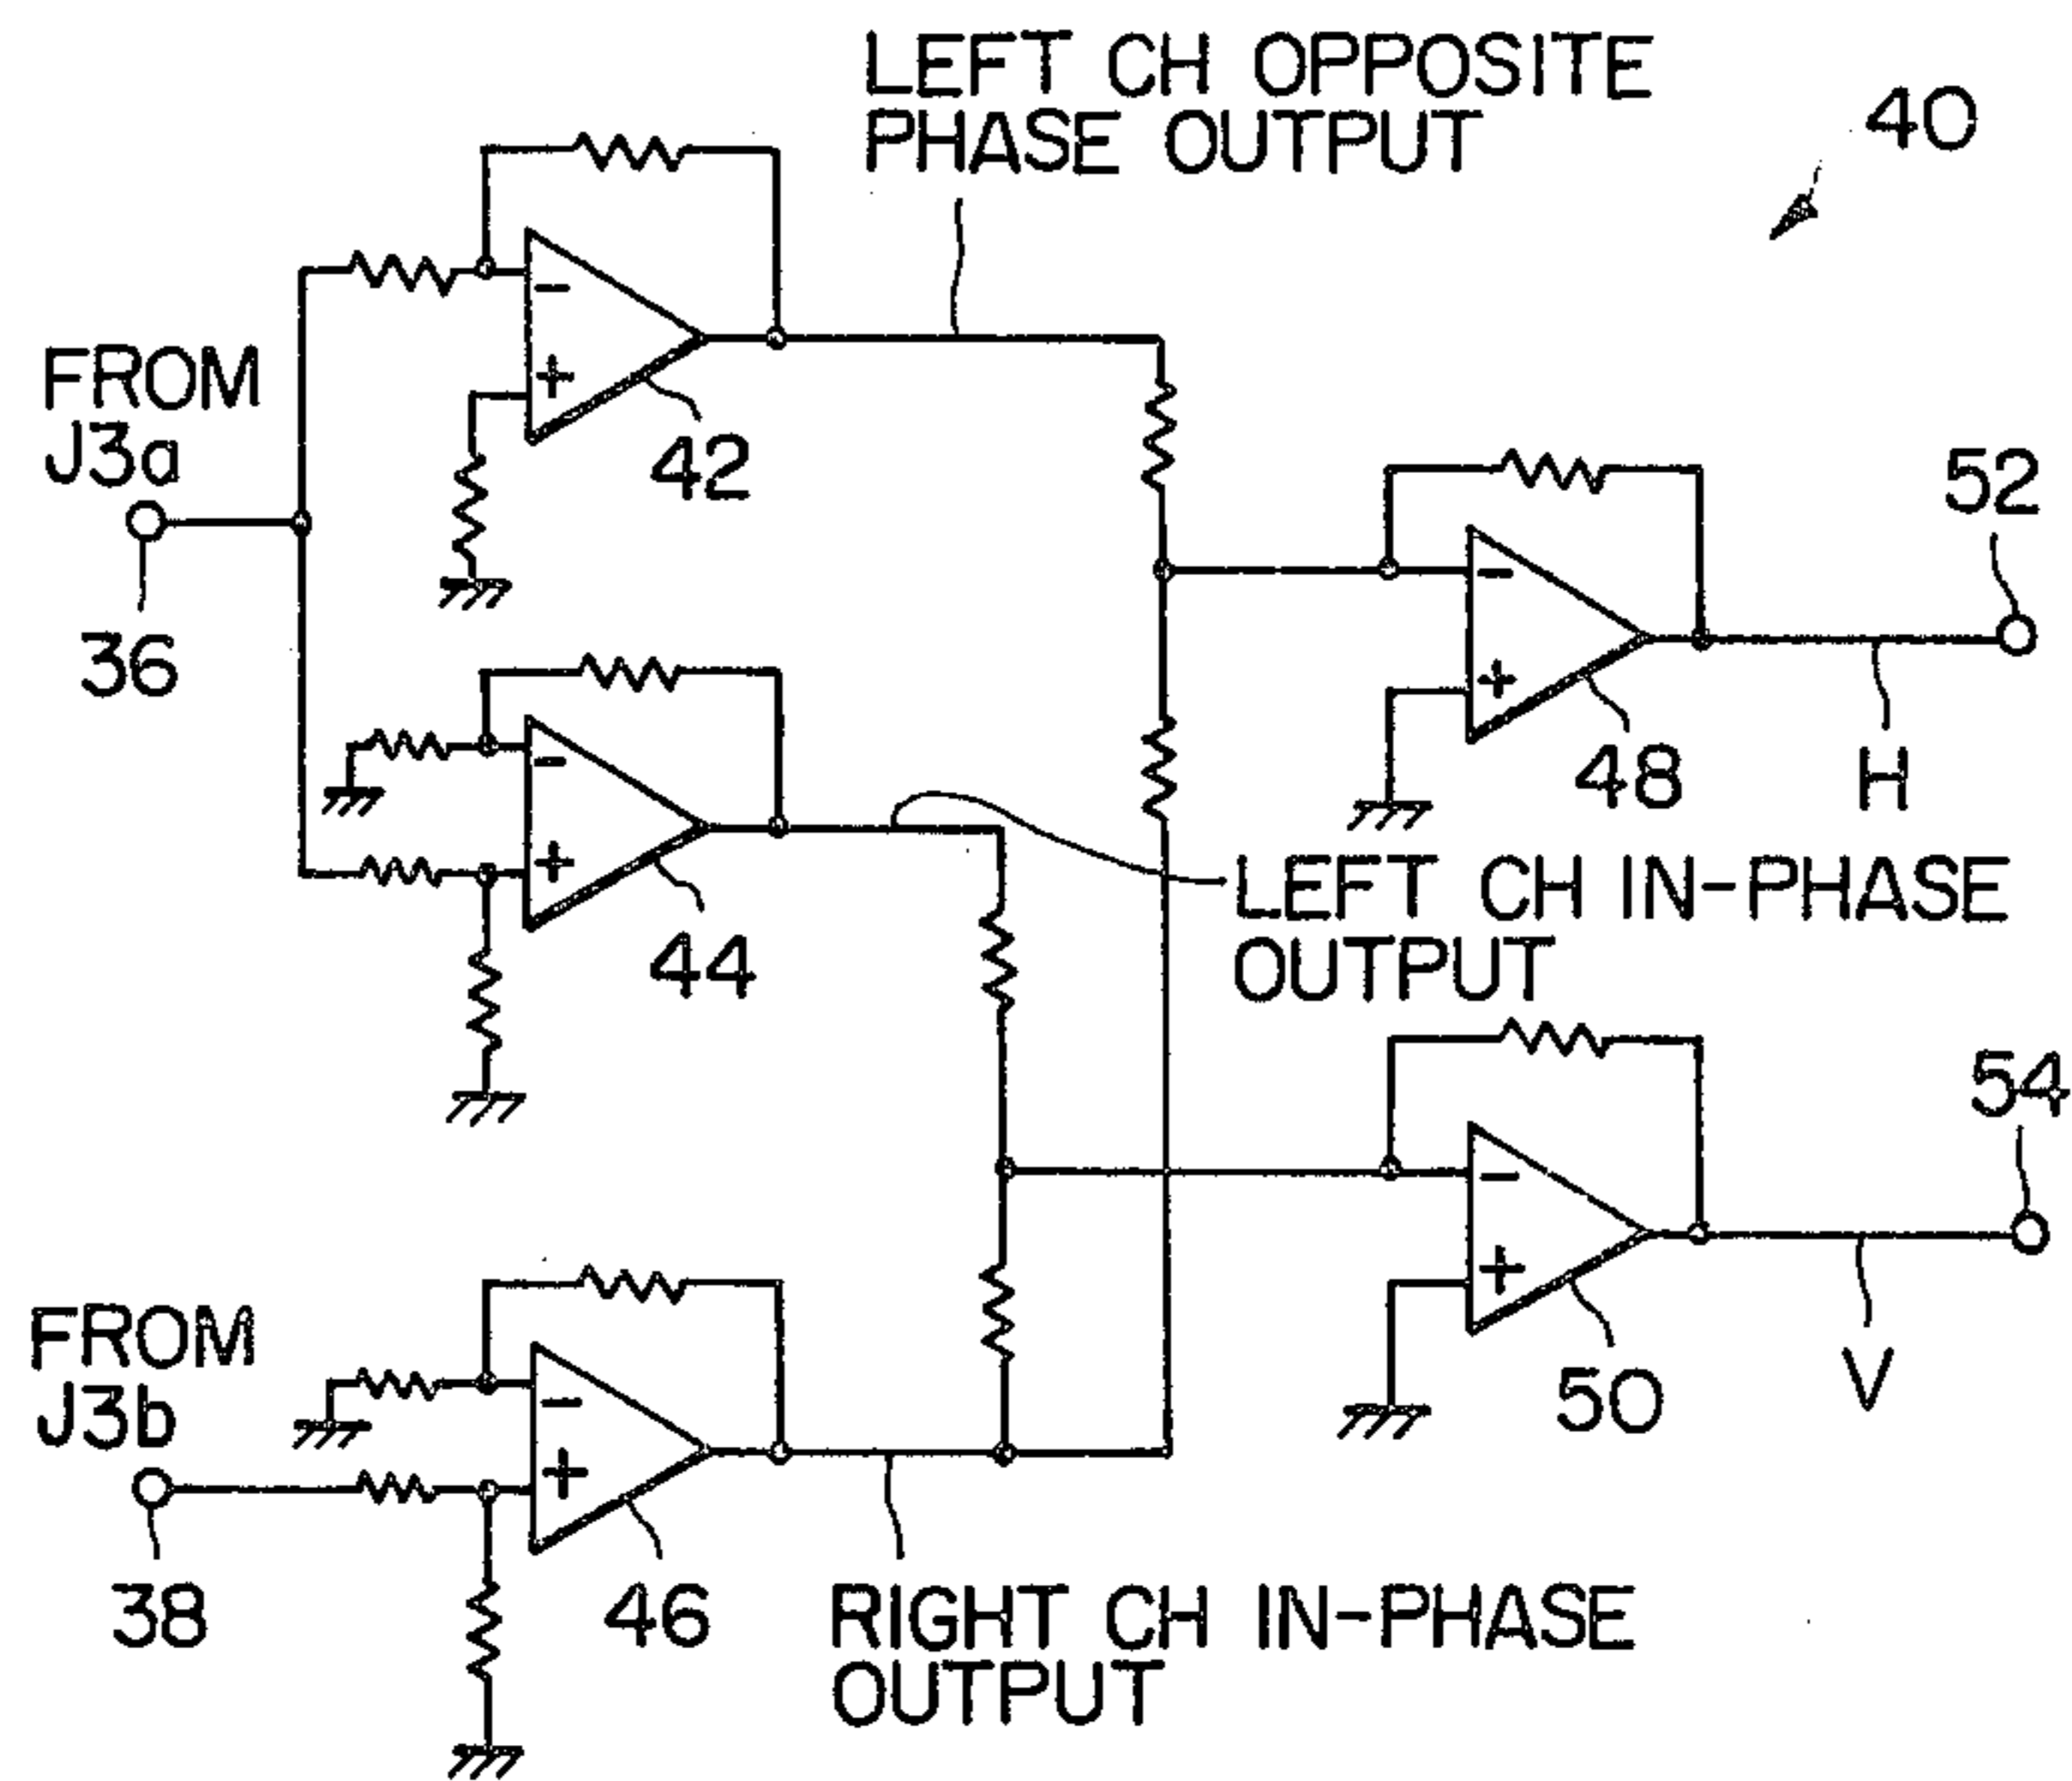 LEFT CH OPPOSITE
PHASE OUTPUT
40
FROM
J3a
36
−
+
42
−
+
44
LEFT CH IN-PHASE
OUTPUT
−
+
48
52
H
−
+
50
54
V
FROM
J3b
38
−
+
46
RIGHT CH IN-PHASE
OUTPUT